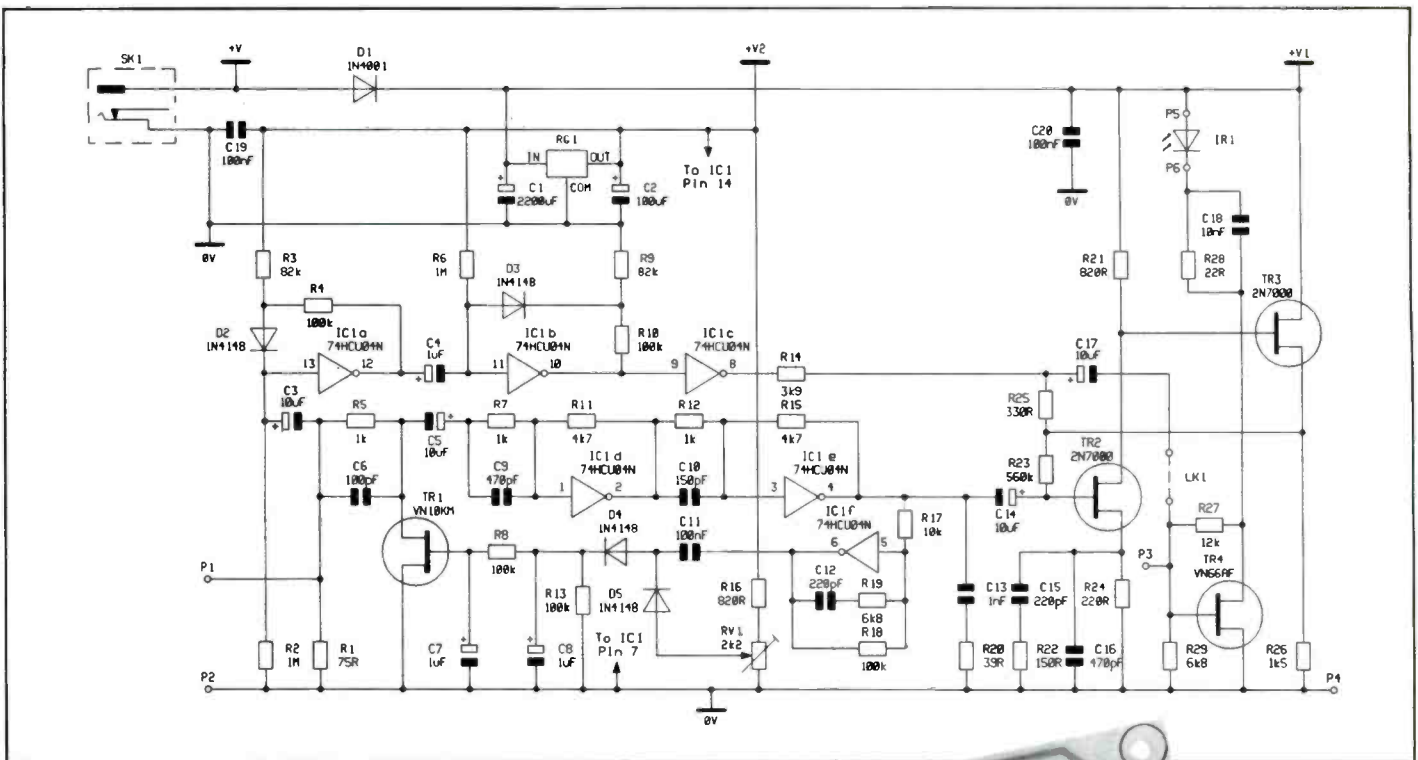 SK1
+V
D1
1N4001
+V2
+V1
C19
100nF
RG1
IN
OUT
COM
C1
2200uF
C2
100uF
To IC1
Pin 14
C20
100nF
0V
P5
IR1
P6
C18
10nF
R28
22R
R21
820R
TR3
2N7000
0V
R3
82k
R4
100k
R6
1M
D3
1N4148
R9
82k
R10
100k
D2
1N4148
IC1a
74HCU04N
13
12
C4
1uF
IC1b
74HCU04N
11
10
IC1c
74HCU04N
9
8
R14
3k9
C17
10uF
R25
330R
C3
10uF
R5
1k
C5
10uF
R7
1k
R11
4k7
R12
1k
R15
4k7
R23
560k
TR2
2N7000
LK1
C6
100pF
C9
470pF
IC1d
74HCU04N
1
2
C10
150pF
IC1e
74HCU04N
3
4
C14
10uF
R27
12k
TR1
VN10KM
R8
100k
D4
1N4148
C11
100nF
IC1f
74HCU04N
6
5
R17
10k
P3
TR4
VN66AF
P1
R13
100k
D5
1N4148
R16
820R
C12
220pF
R19
6k8
R18
100k
C13
1nF
C15
220pF
R24
220R
R2
1M
R1
75R
C7
1uF
C8
1uF
To IC1
Pin 7
RV1
2k2
R20
39R
R22
150R
C16
470pF
R29
6k8
R26
1k5
P2
P4
0V